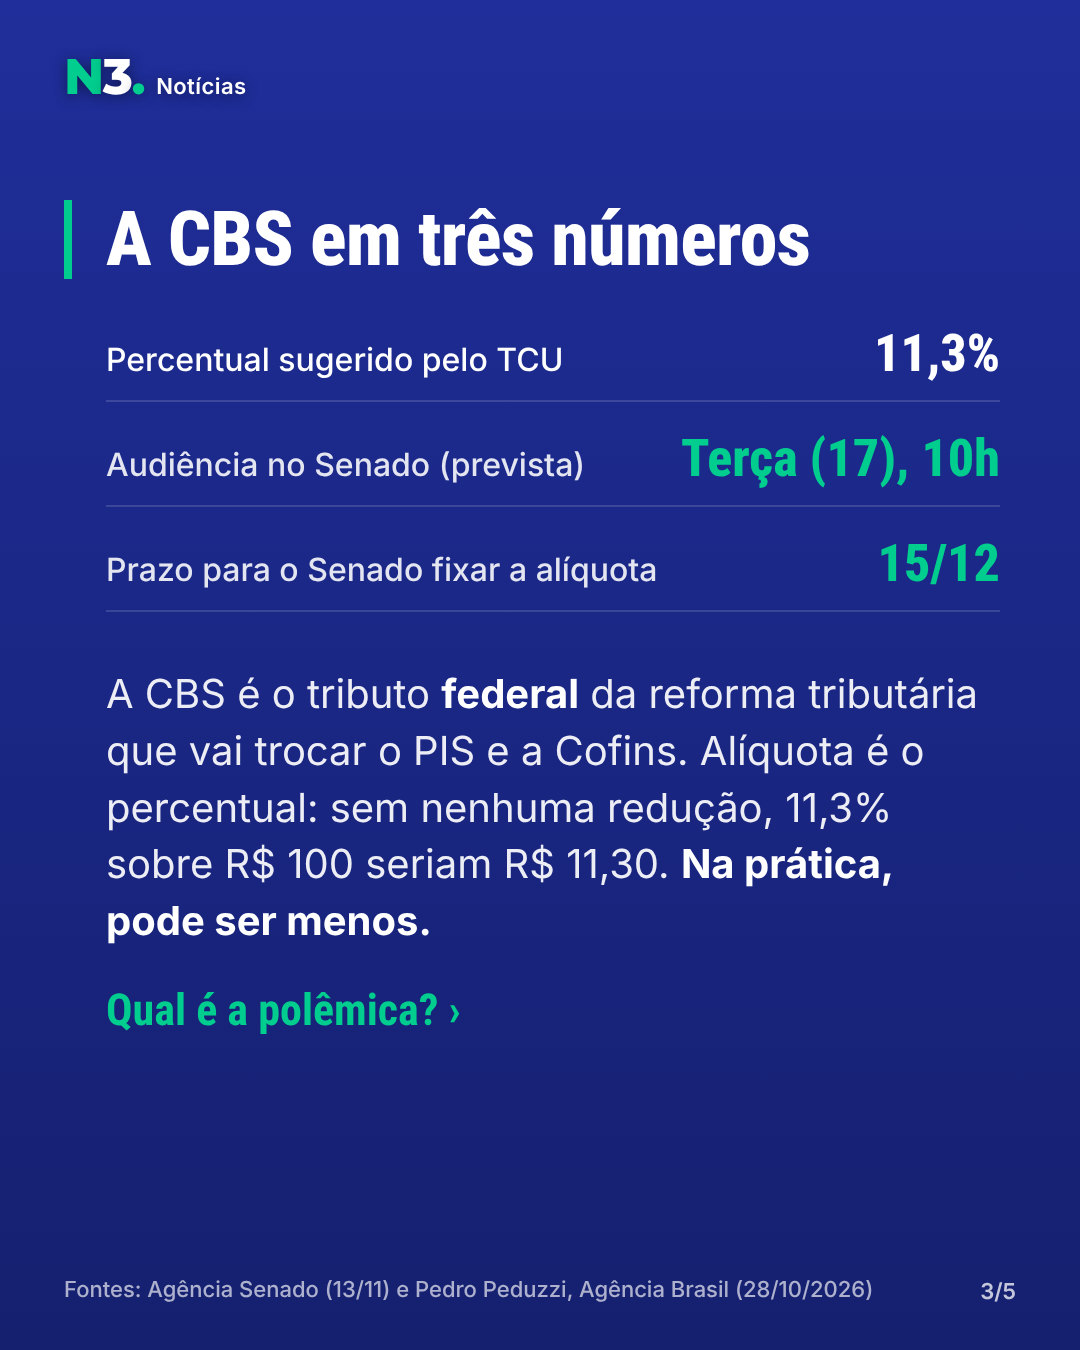 N3. Notícias
A CBS em três números
Percentual sugerido pelo TCU 11,3%
Audiência no Senado (prevista) Terça (17), 10h
Prazo para o Senado fixar a alíquota 15/12
A CBS é o tributo federal da reforma tributária
que vai trocar o PIS e a Cofins. Alíquota é o
percentual: sem nenhuma redução, 11,3%
sobre R$ 100 seriam R$ 11,30. Na prática,
pode ser menos.
Qual é a polêmica? ›
Fontes: Agência Senado (13/11) e Pedro Peduzzi, Agência Brasil (28/10/2026) 3/5